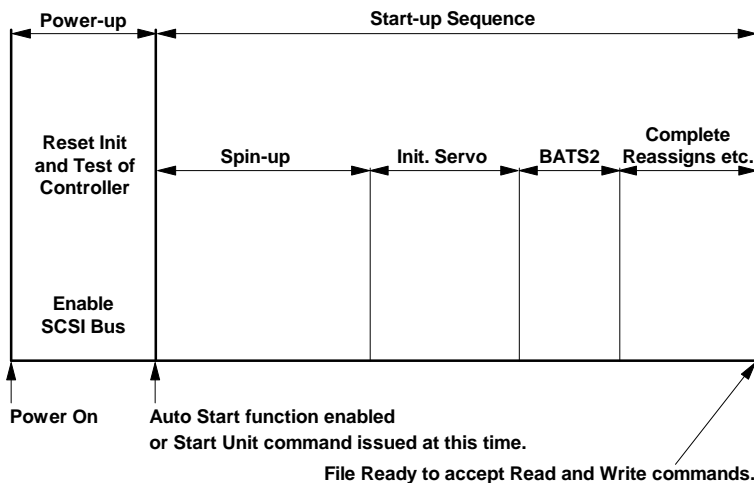 Power-up
Start-up Sequence
Reset Init
and Test of
Controller
Spin-up
Init. Servo
BATS2
Complete
Reassigns etc.
Enable
SCSI Bus
Power On
Auto Start function enabled
or Start Unit command issued at this time.
File Ready to accept Read and Write commands.